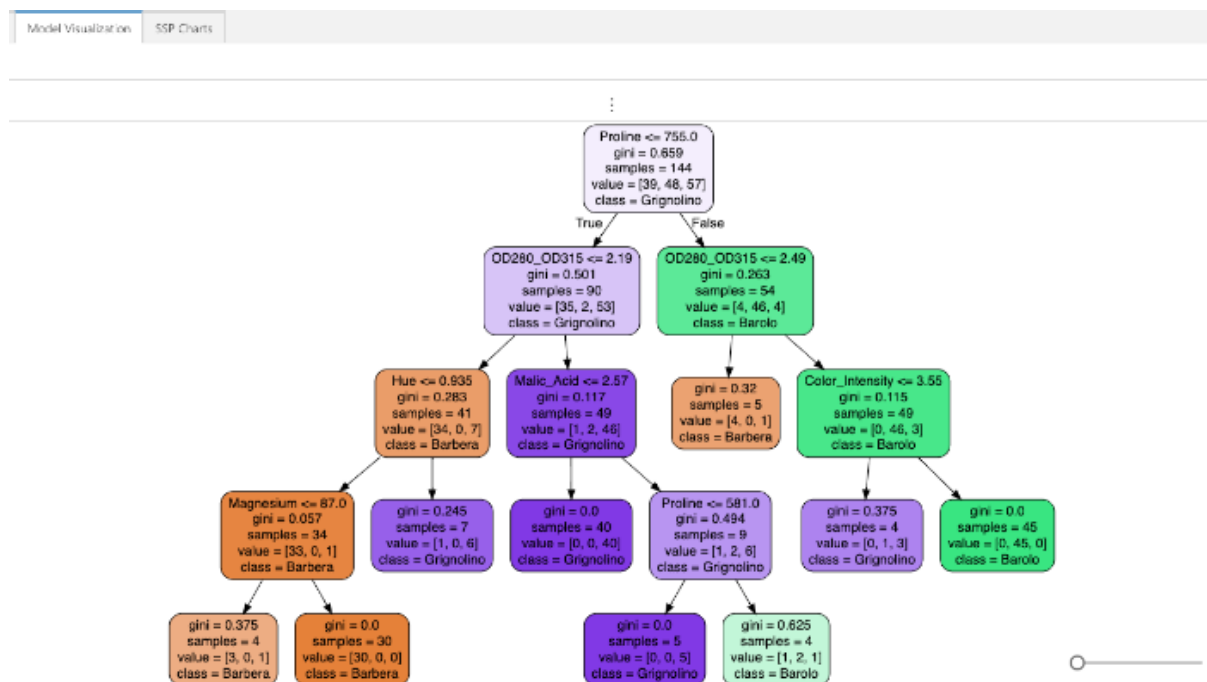 Model Visualization
SSP Charts
⋮
Proline <= 755.0
gini = 0.659
samples = 144
value = [39, 48, 57]
class = Grignolino
True
False
OD280_OD315 <= 2.19
gini = 0.501
samples = 90
value = [35, 2, 53]
class = Grignolino
OD280_OD315 <= 2.49
gini = 0.263
samples = 54
value = [4, 46, 4]
class = Barolo
Hue <= 0.935
gini = 0.283
samples = 41
value = [34, 0, 7]
class = Barbera
Malic_Acid <= 2.57
gini = 0.117
samples = 49
value = [1, 2, 46]
class = Grignolino
gini = 0.32
samples = 5
value = [4, 0, 1]
class = Barbera
Color_Intensity <= 3.55
gini = 0.115
samples = 49
value = [0, 46, 3]
class = Barolo
Magnesium <= 87.0
gini = 0.057
samples = 34
value = [33, 0, 1]
class = Barbera
gini = 0.245
samples = 7
value = [1, 0, 6]
class = Grignolino
gini = 0.0
samples = 40
value = [0, 0, 40]
class = Grignolino
Proline <= 581.0
gini = 0.494
samples = 9
value = [1, 2, 6]
class = Grignolino
gini = 0.375
samples = 4
value = [0, 1, 3]
class = Grignolino
gini = 0.0
samples = 45
value = [0, 45, 0]
class = Barolo
gini = 0.375
samples = 4
value = [3, 0, 1]
class = Barbera
gini = 0.0
samples = 30
value = [30, 0, 0]
class = Barbera
gini = 0.0
samples = 5
value = [0, 0, 5]
class = Grignolino
gini = 0.625
samples = 4
value = [1, 2, 1]
class = Barolo